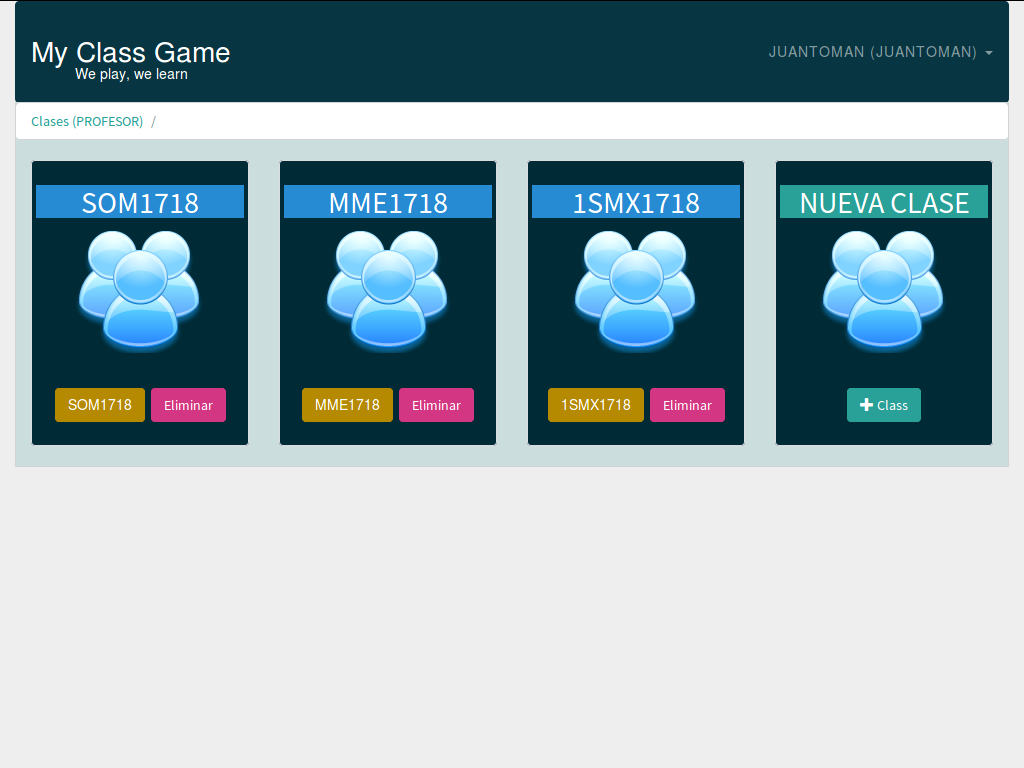 My Class Game
We play, we learn
JUANTOMAN (JUANTOMAN)
Clases (PROFESOR) /
SOM1718
MME1718
1SMX1718
NUEVA CLASE
SOM1718 Eliminar
MME1718 Eliminar
1SMX1718 Eliminar
+ Class